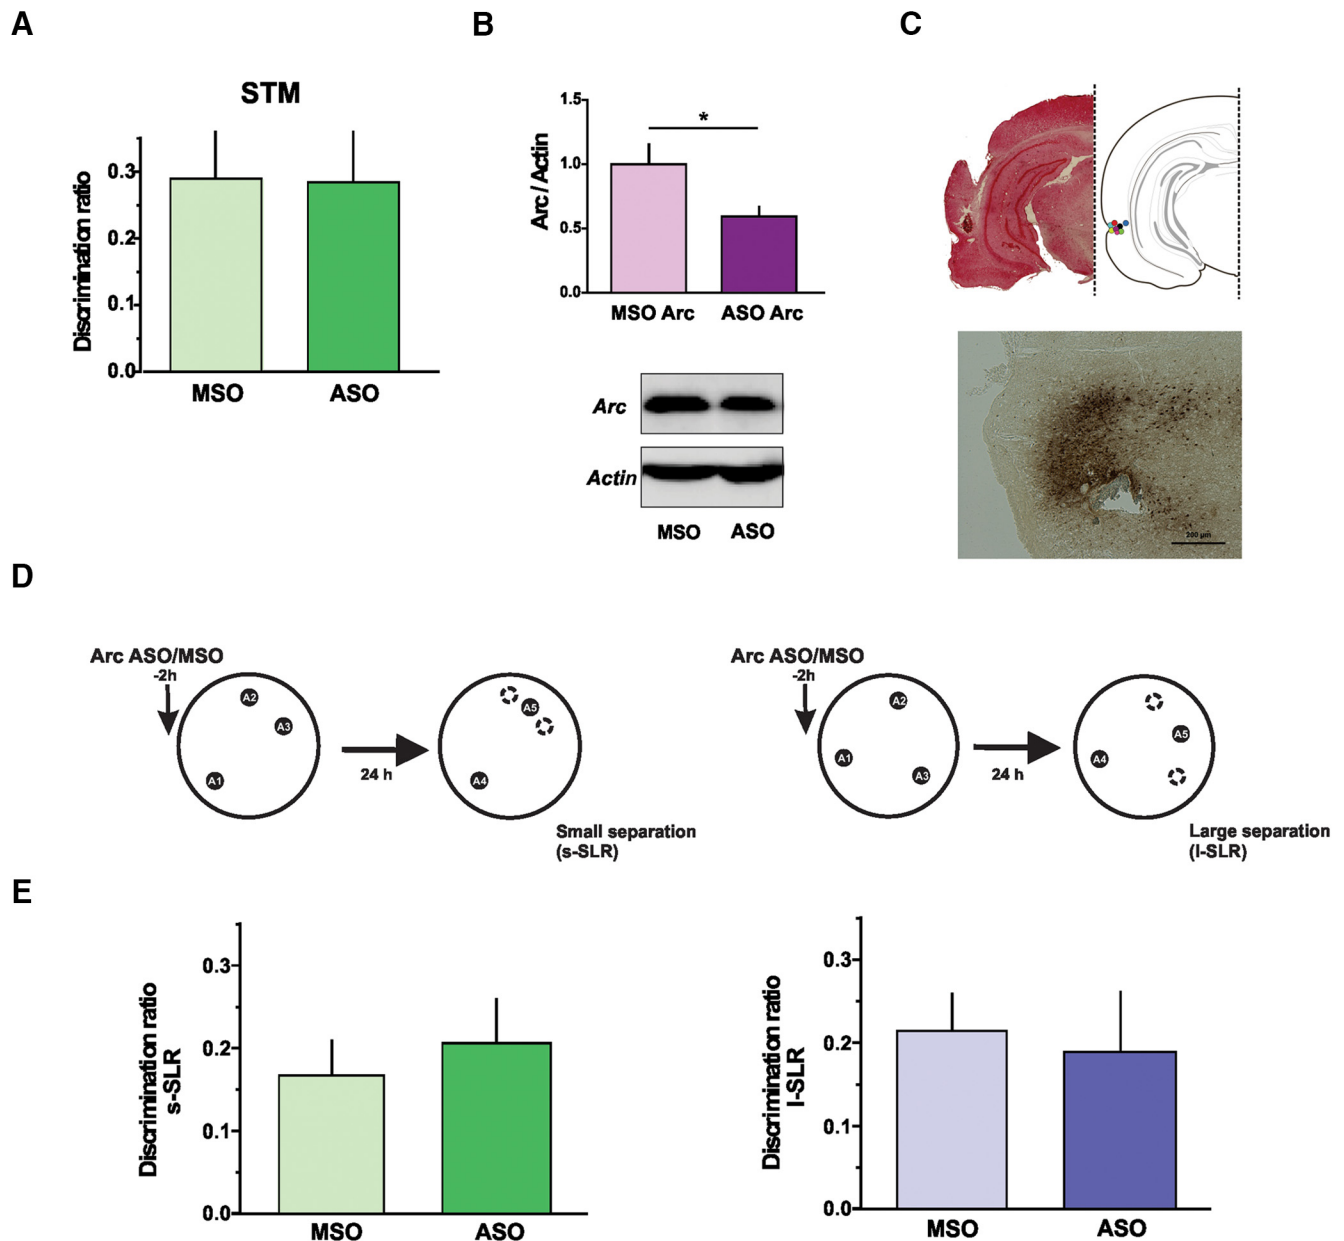 A
STM
Discrimination ratio
0.3
0.2
0.1
0.0
MSO ASO
B
Arc / Actin
1.5
1.0
0.5
0.0
*
MSO Arc ASO Arc
Arc
Actin
MSO ASO
C
200 µm
D
Arc ASO/MSO
-2h
A2
A3
A1
24 h
A5
A4
Small separation
(s-SLR)
Arc ASO/MSO
-2h
A2
A1
A3
24 h
A5
A4
Large separation
(l-SLR)
E
Discrimination ratio
s-SLR
0.3
0.2
0.1
0.0
MSO ASO
Discrimination ratio
l-SLR
0.3
0.2
0.1
0.0
MSO ASO